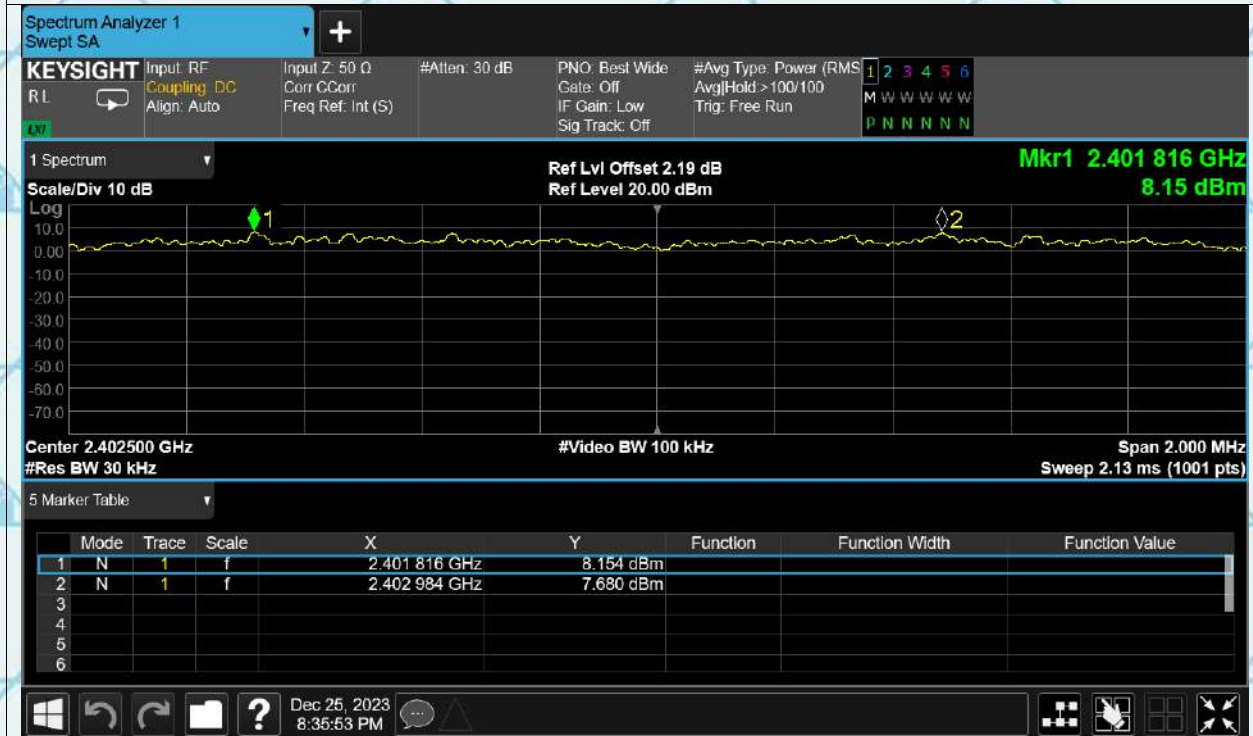 Spectrum Analyzer 1
Swept SA
+
KEYSIGHT Input: RF Input Z: 50 Ω #Atten: 30 dB PNO: Best Wide #Avg Type: Power (RMS 1 2 3 4 5 6
RL Coupling: DC Corr CCorr Gate: Off Avg|Hold:>100/100 M W W W W W
Align: Auto Freq Ref: Int (S) IF Gain: Low Trig: Free Run
LXI Sig Track: Off P N N N N N
1 Spectrum Ref Lvl Offset 2.19 dB Mkr1 2.401 816 GHz
Scale/Div 10 dB Ref Level 20.00 dBm 8.15 dBm
Log
1 2
10.0
0.00
-10.0
-20.0
-30.0
-40.0
-50.0
-60.0
-70.0
Center 2.402500 GHz #Video BW 100 kHz Span 2.000 MHz
#Res BW 30 kHz Sweep 2.13 ms (1001 pts)
5 Marker Table
Mode Trace Scale X Y Function Function Width Function Value
1 N 1 f 2.401 816 GHz 8.154 dBm
2 N 1 f 2.402 984 GHz 7.680 dBm
3
4
5
6
? Dec 25, 2023
8:35:53 PM